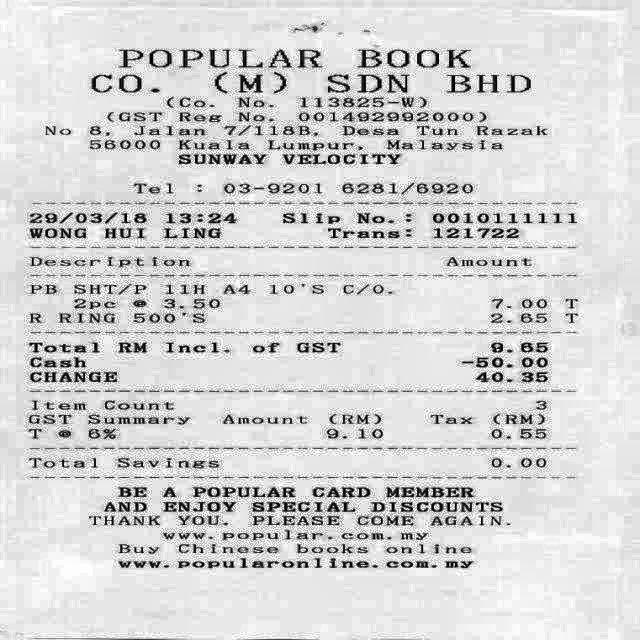 POPULAR BOOK
CO. (M) SDN BHD
(Co. No. 113825-W)
(GST Reg No. 001492992000)
No 8, Jalan 7/118B, Desa Tun Razak
56000 Kuala Lumpur, Malaysia
SUNWAY VELOCITY
Tel : 03-9201 6281/6920
29/03/18 13:24 Slip No.: 0010111111
WONG HUI LING Trans: 121722
Description Amount
PB SHT/P 11H A4 10'S C/O.
2pc @ 3.50 7.00 T
R RING 500'S 2.65 T
Total RM Incl. of GST 9.65
Cash -50.00
CHANGE 40.35
Item Count 3
GST Summary Amount (RM) Tax (RM)
T @ 6% 9.10 0.55
Total Savings 0.00
BE A POPULAR CARD MEMBER
AND ENJOY SPECIAL DISCOUNTS
THANK YOU. PLEASE COME AGAIN.
www.popular.com.my
Buy Chinese books online
www.popularonline.com.my